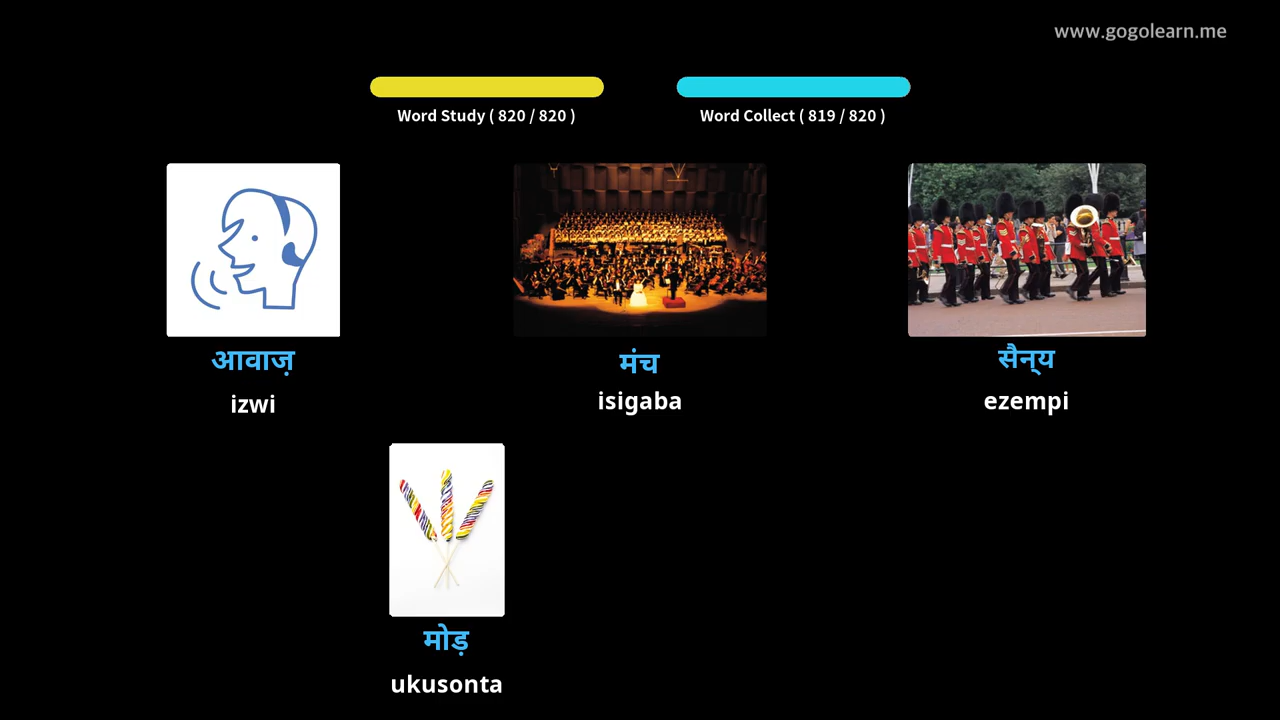 www.gogolearn.me
Word Study ( 820 / 820 )
Word Collect ( 819 / 820 )
आवाज़
izwi
मंच
isigaba
सैन्‌य
ezempi
मोड़
ukusonta